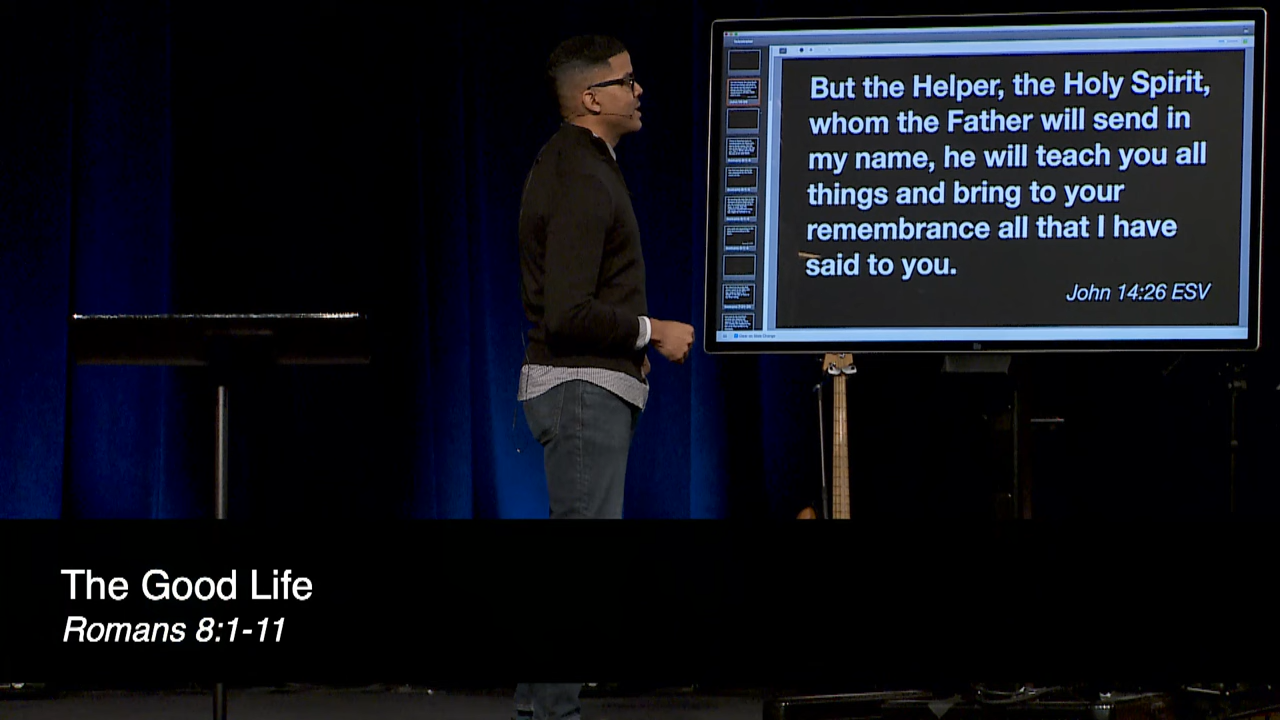 But the Helper, the Holy Spirit,
whom the Father will send in
my name, he will teach you all
things and bring to your
remembrance all that I have
said to you.
John 14:26 ESV
The Good Life
Romans 8:1-11